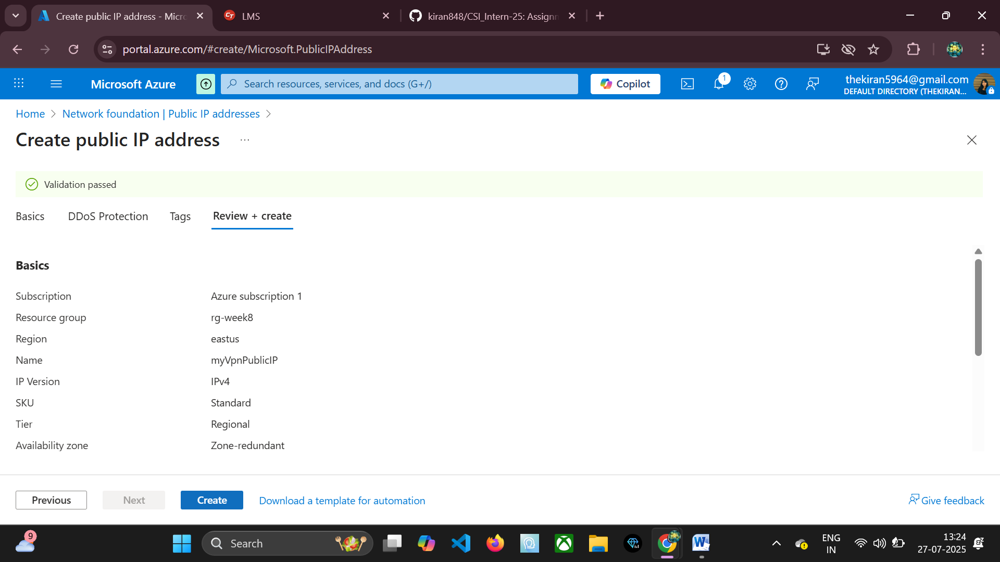 Create public IP address - Micro
LMS
kiran848/CSI_Intern-25: Assignm
portal.azure.com/#create/Microsoft.PublicIPAddress
Microsoft Azure
Search resources, services, and docs (G+/)
Copilot
1
thekiran5964@gmail.com
DEFAULT DIRECTORY (THEKIRAN...
Home
Network foundation | Public IP addresses
Create public IP address
...
Validation passed
Basics
DDoS Protection
Tags
Review + create
Basics
Subscription
Azure subscription 1
Resource group
rg-week8
Region
eastus
Name
myVpnPublicIP
IP Version
IPv4
SKU
Standard
Tier
Regional
Availability zone
Zone-redundant
Previous
Next
Create
Download a template for automation
Give feedback
9
Search
ENG
IN
13:24
27-07-2025